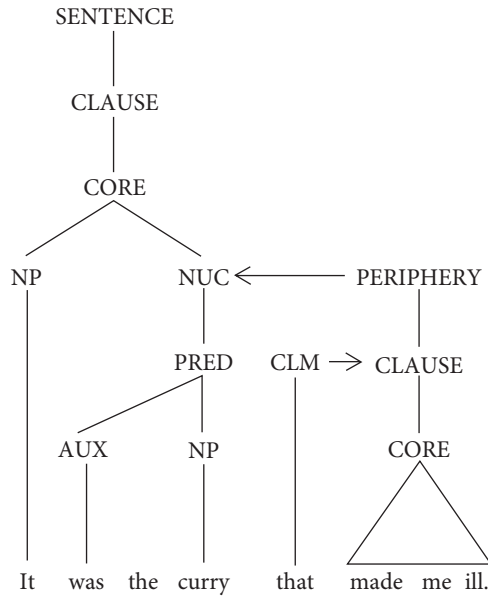 SENTENCE
CLAUSE
CORE
NP NUC PERIPHERY
PRED CLM CLAUSE
AUX NP CORE
It was the curry that made me ill.